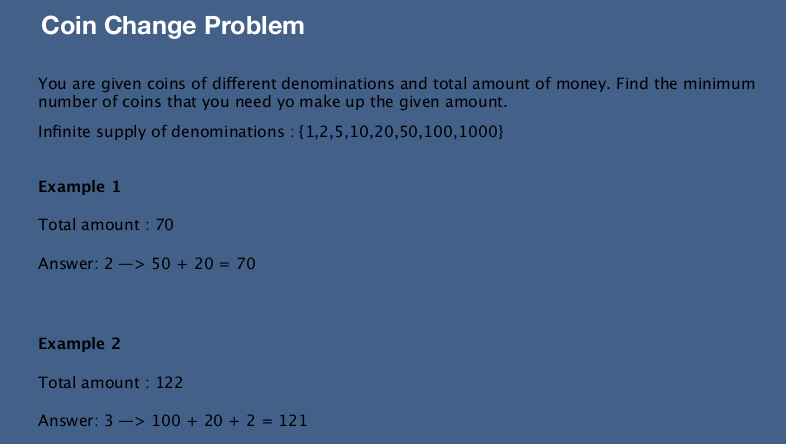 Coin Change Problem
You are given coins of different denominations and total amount of money. Find the minimum
number of coins that you need yo make up the given amount.
Infinite supply of denominations : {1,2,5,10,20,50,100,1000}
Example 1
Total amount : 70
Answer: 2 —> 50 + 20 = 70
Example 2
Total amount : 122
Answer: 3 —> 100 + 20 + 2 = 121